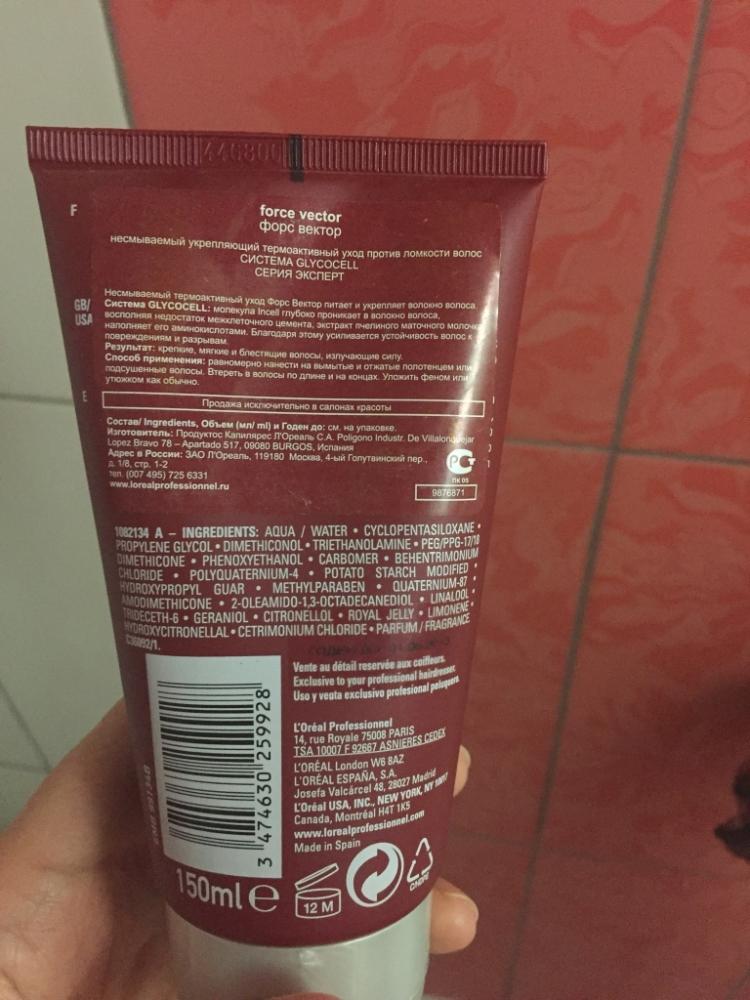 445800
F
force vector
форс вектор
несмываемый укрепляющий термоактивный уход против ломкости волос
СИСТЕМА GLYCOCELL
СЕРИЯ ЭКСПЕРТ
GB/
USA
E
Несмываемый термоактивный уход Форс Вектор питает и укрепляет волокно волоса.
Система GLYCOCELL: молекула Incell глубоко проникает в волокно волоса,
восполняя недостаток межклеточного цемента, экстракт пчелиного маточного молочка
наполняет его аминокислотами. Благодаря этому усиливается устойчивость волос к
повреждениям и разрывам.
Результат: крепкие, мягкие и блестящие волосы, излучающие силу.
Способ применения: равномерно нанести на вымытые и отжатые полотенцем или
подсушенные волосы. Втереть в волосы по длине и на концах. Уложить феном или
утюжком как обычно.
Продажа исключительно в салонах красоты
Состав/ Ingredients, Объем (мл/ ml) и Годен до: см. на упаковке.
Изготовитель: Продуктос Капилярес Л'Ореаль С.А. Poligono Industr. De Villalonquejar
Lopez Bravo 78 – Apartado 517, 09080 BURGOS, Испания
Адрес в России: ЗАО Л'Ореаль, 119180 Москва, 4-ый Голутвинский пер.,
д. 1/8, стр. 1-2
тел. (007 495) 725 6331
www.lorealprofessionnel.ru
ПК 05
9876871
1082134 A – INGREDIENTS: AQUA / WATER • CYCLOPENTASILOXANE •
PROPYLENE GLYCOL • DIMETHICONOL • TRIETHANOLAMINE • PEG/PPG-17/18
DIMETHICONE • PHENOXYETHANOL • CARBOMER • BEHENTRIMONIUM
CHLORIDE • POLYQUATERNIUM-4 • POTATO STARCH MODIFIED •
HYDROXYPROPYL GUAR • METHYLPARABEN • QUATERNIUM-87 •
AMODIMETHICONE • 2-OLEAMIDO-1,3-OCTADECANEDIOL • LINALOOL •
TRIDECETH-6 • GERANIOL • CITRONELLOL • ROYAL JELLY • LIMONENE •
HYDROXYCITRONELLAL • CETRIMONIUM CHLORIDE • PARFUM / FRAGRANCE
C36092/1.
Vente au détail reservée aux coiffeurs.
Exclusive to your professional hairdresser.
Uso y venta exclusivo profesional peluquero.
L'Oréal Professionnel
14, rue Royale 75008 PARIS
TSA 10007 F 92667 ASNIERES CEDEX
L'ORÉAL London W6 8AZ
L'ORÉAL ESPAÑA, S.A.
Josefa Valcárcel 48, 28027 Madrid
L'Oréal USA, INC., NEW YORK, NY 10017
Canada, Montréal H4T 1K5
www.lorealprofessionnel.com
Made in Spain
3 474630 259928
150ml e
12 M